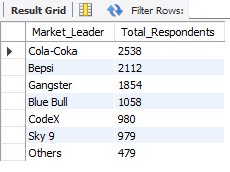 Result Grid Filter Rows:
Market_Leader Total_Respondents
Cola-Coka 2538
Bepsi 2112
Gangster 1854
Blue Bull 1058
CodeX 980
Sky 9 979
Others 479